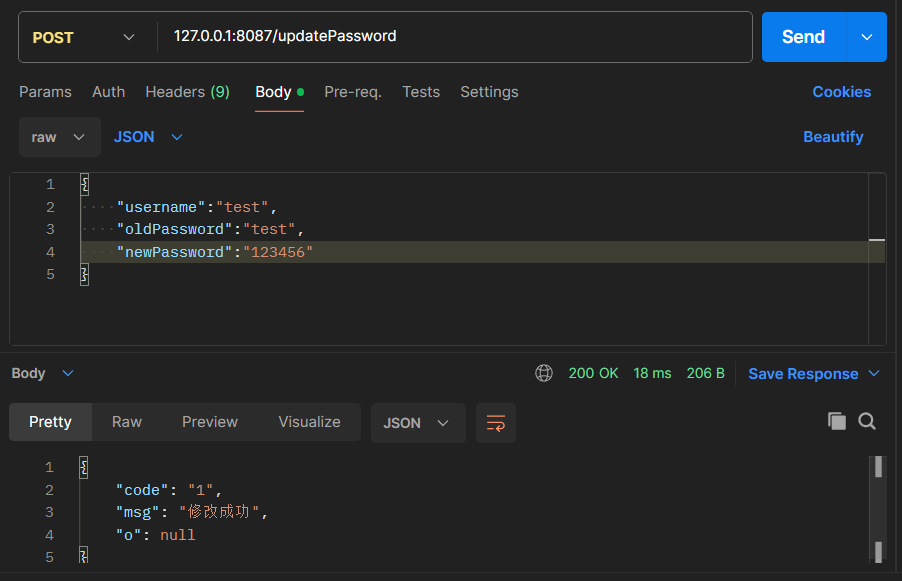 POST 127.0.0.1:8087/updatePassword Send
Params Auth Headers (9) Body Pre-req. Tests Settings Cookies
raw JSON Beautify
1 {
2 "username":"test",
3 "oldPassword":"test",
4 "newPassword":"123456"
5 }
Body 200 OK 18 ms 206 B Save Response
Pretty Raw Preview Visualize JSON
1 {
2 "code": "1",
3 "msg": "修改成功",
4 "o": null
5 }